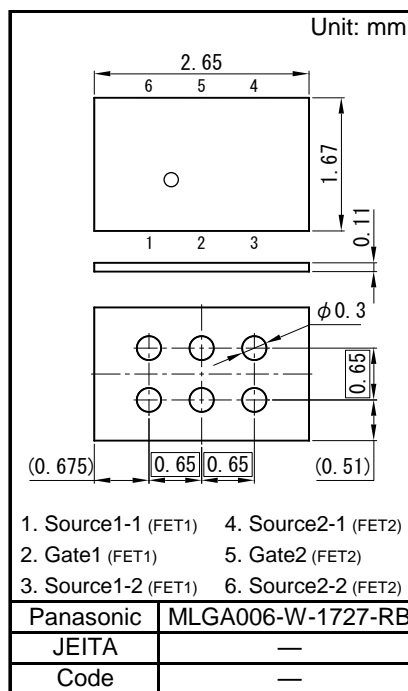 Unit: mm
2.65
6 5 4
1.67
1 2 3
0.11
φ0.3
0.65
(0.675) 0.65 0.65 (0.51)
1. Source1-1 (FET1) 4. Source2-1 (FET2)
2. Gate1 (FET1) 5. Gate2 (FET2)
3. Source1-2 (FET1) 6. Source2-2 (FET2)
Panasonic MLGA006-W-1727-RB
JEITA —
Code —